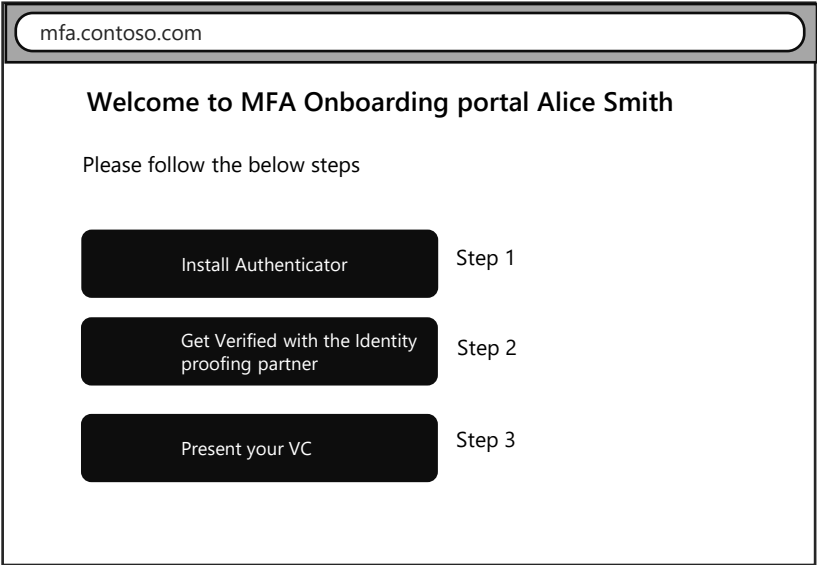 mfa.contoso.com
Welcome to MFA Onboarding portal Alice Smith
Please follow the below steps
Install Authenticator
Step 1
Get Verified with the Identity
proofing partner
Step 2
Present your VC
Step 3